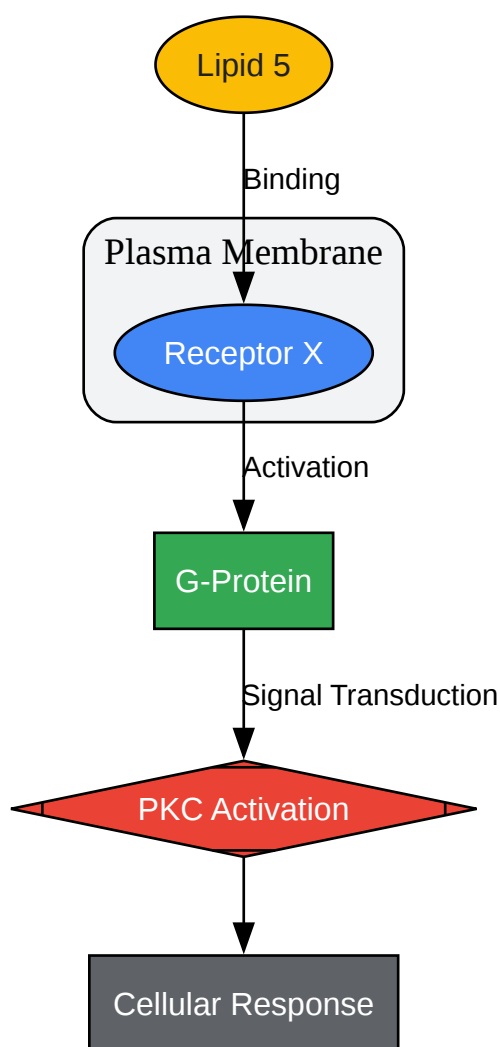 Lipid 5
Binding
Plasma Membrane
Receptor X
Activation
G-Protein
Signal Transduction
PKC Activation
Cellular Response